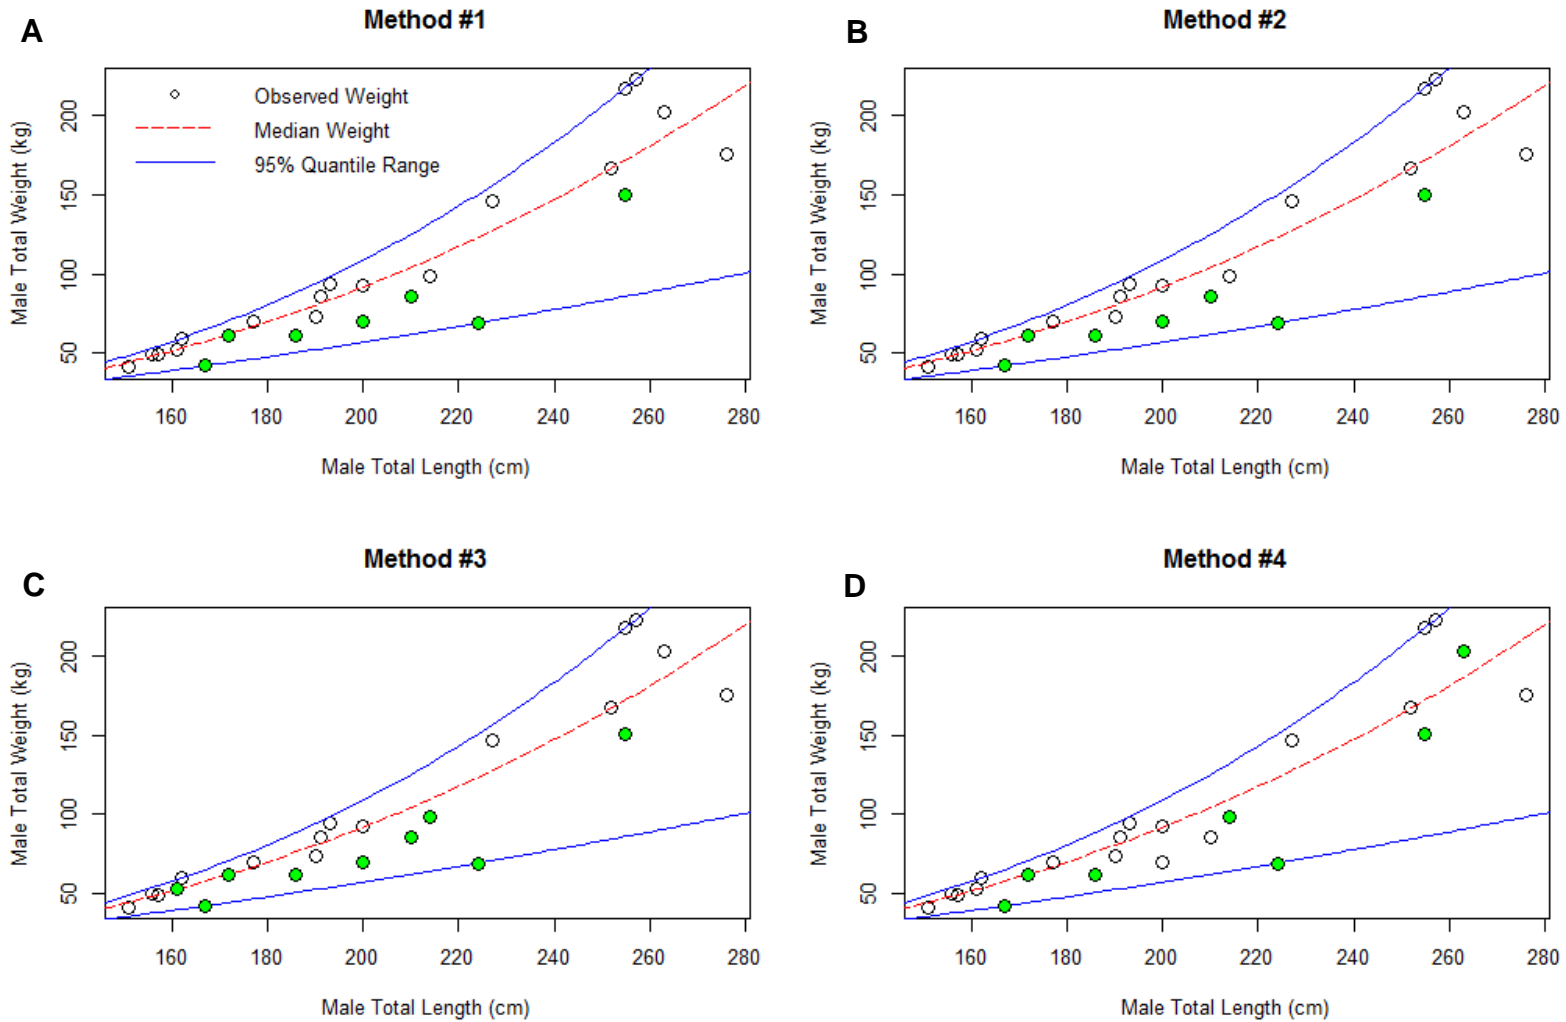 A
Method #1
Observed Weight
Median Weight
95% Quantile Range
Male Total Weight (kg)
50
100
150
200
160
180
200
220
240
260
280
Male Total Length (cm)
B
Method #2
Male Total Weight (kg)
50
100
150
200
160
180
200
220
240
260
280
Male Total Length (cm)
C
Method #3
Male Total Weight (kg)
50
100
150
200
160
180
200
220
240
260
280
Male Total Length (cm)
D
Method #4
Male Total Weight (kg)
50
100
150
200
160
180
200
220
240
260
280
Male Total Length (cm)